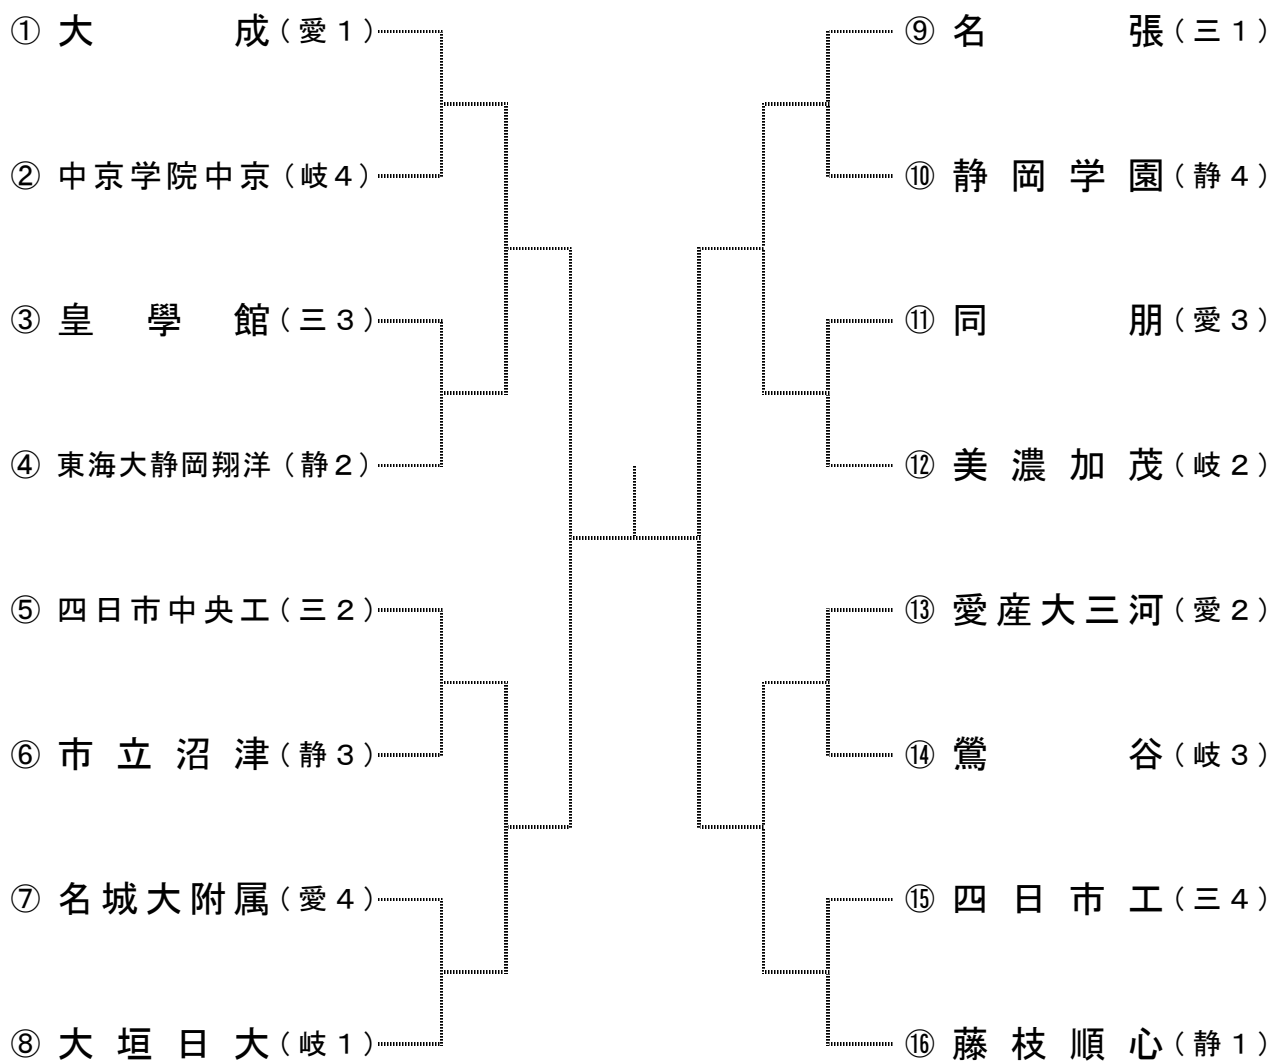 ① 大成（愛１）
② 中京学院中京（岐４）
③ 皇學館（三３）
④ 東海大静岡翔洋（静２）
⑤ 四日市中央工（三２）
⑥ 市立沼津（静３）
⑦ 名城大附属（愛４）
⑧ 大垣日大（岐１）
⑨ 名張（三１）
⑩ 静岡学園（静４）
⑪ 同朋（愛３）
⑫ 美濃加茂（岐２）
⑬ 愛産大三河（愛２）
⑭ 鶯谷（岐３）
⑮ 四日市工（三４）
⑯ 藤枝順心（静１）